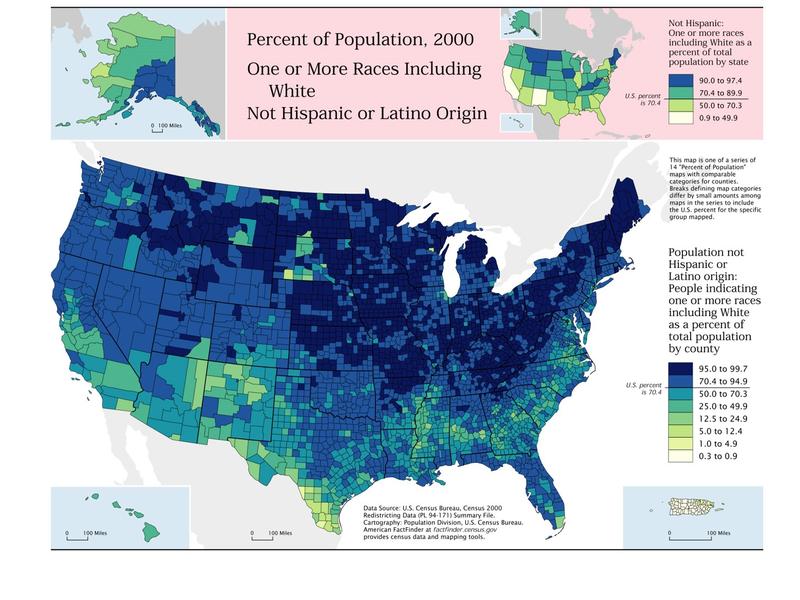 Percent of Population, 2000
One or More Races Including
White
Not Hispanic or Latino Origin
0 100 Miles
Not Hispanic:
One or more races
including White as a
percent of total
population by state
U.S. percent
is 70.4
90.0 to 97.4
70.4 to 89.9
50.0 to 70.3
0.9 to 49.9
This map is one of a series of
14 "Percent of Population"
maps with comparable
categories for counties.
Breaks defining map categories
differ by small amounts among
maps in the series to include
the U.S. percent for the specific
group mapped.
Population not
Hispanic or
Latino origin:
People indicating
one or more races
including White
as a percent of
total population
by county
U.S. percent
is 70.4
95.0 to 99.7
70.4 to 94.9
50.0 to 70.3
25.0 to 49.9
12.5 to 24.9
5.0 to 12.4
1.0 to 4.9
0.3 to 0.9
Data Source: U.S. Census Bureau, Census 2000
Redistricting Data (PL 94-171) Summary File.
Cartography: Population Division, U.S. Census Bureau.
American FactFinder at factfinder.census.gov
provides census data and mapping tools.
0 100 Miles
0 100 Miles
0 100 Miles